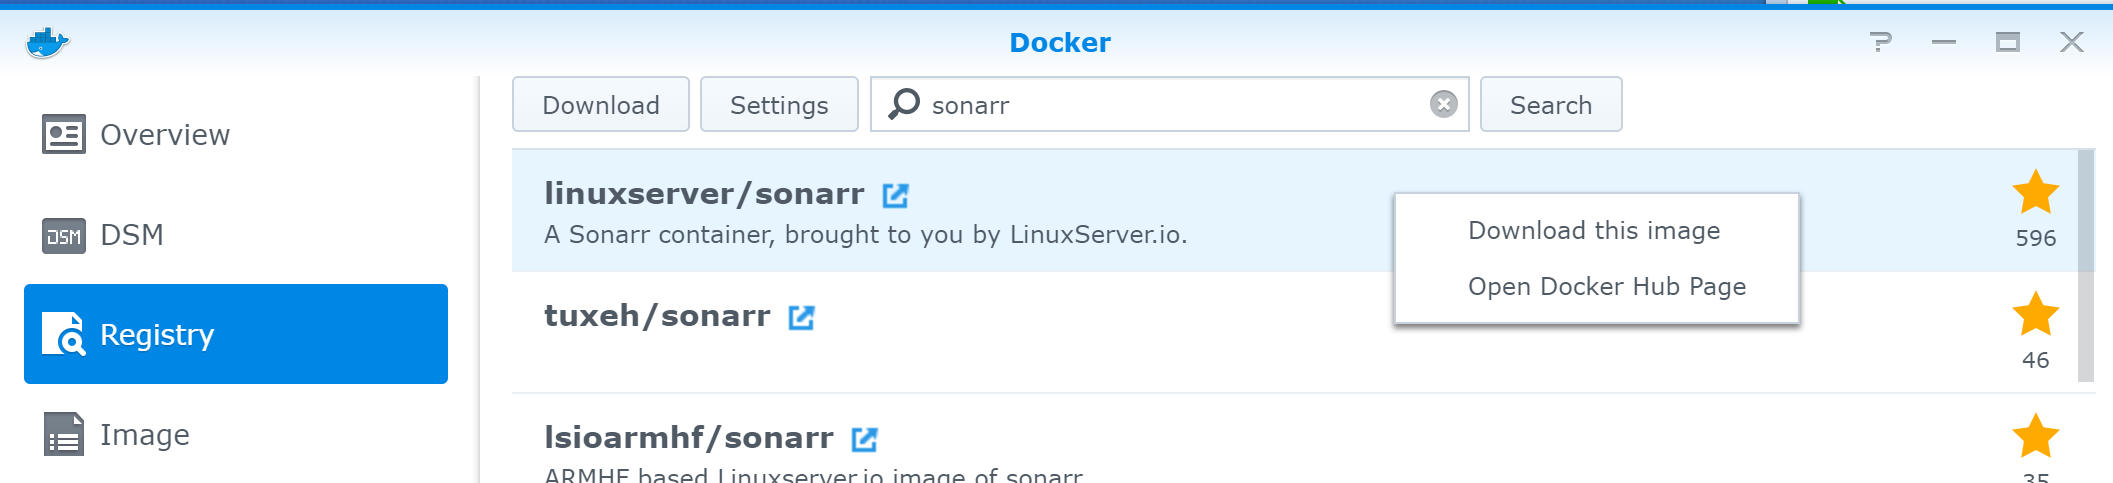 Docker
?
Overview
DSM
DSM
Registry
Image
Download
Settings
sonarr
Search
linuxserver/sonarr
A Sonarr container, brought to you by LinuxServer.io.
596
Download this image
Open Docker Hub Page
tuxeh/sonarr
46
lsioarmhf/sonarr
ARMHF based Linuxserver.io image of sonarr
35